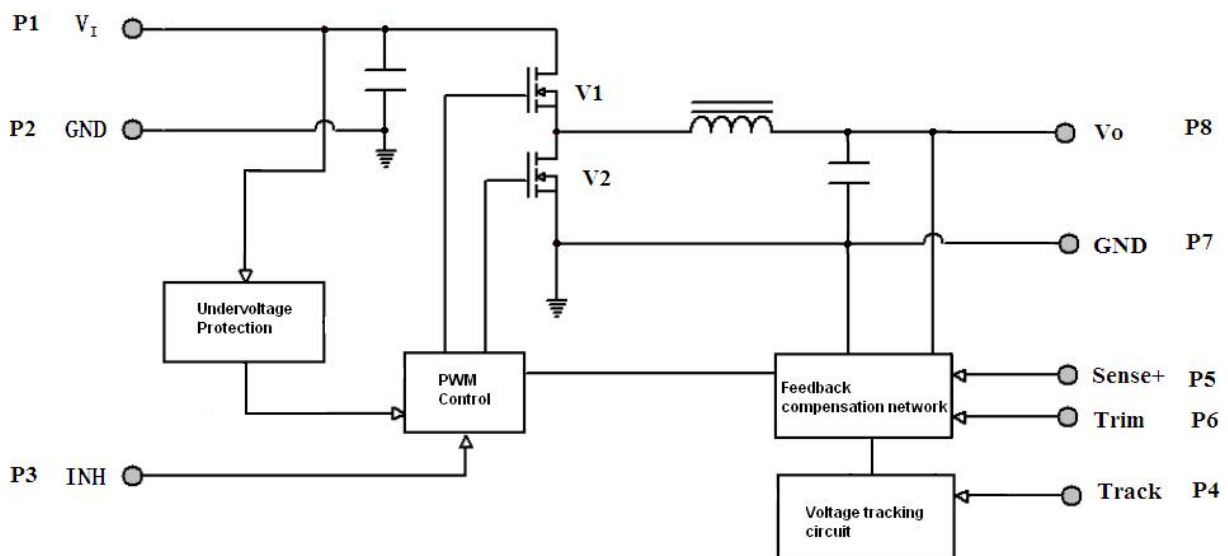 P1 VI
V1
P2 GND
Vo P8
V2
GND P7
Undervoltage
Protection
PWM
Control
Feedback
compensation network
Sense+ P5
Trim P6
P3 INH
Track P4
Voltage tracking
circuit